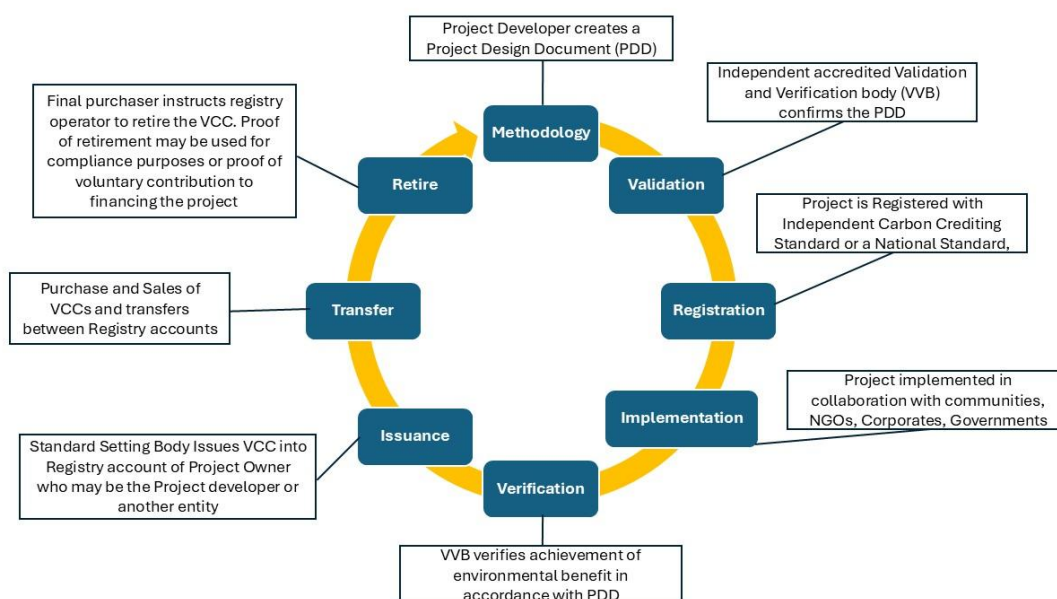 Project Developer creates a
Project Design Document (PDD)
Methodology
Independent accredited Validation
and Verification body (VVB)
confirms the PDD
Validation
Project is Registered with
Independent Carbon Crediting
Standard or a National Standard,
Registration
Project implemented in
collaboration with communities,
NGOs, Corporates, Governments
Implementation
Verification
VVB verifies achievement of
environmental benefit in
accordance with PDD
Issuance
Standard Setting Body Issues VCC into
Registry account of Project Owner
who may be the Project developer or
another entity
Transfer
Purchase and Sales of
VCCs and transfers
between Registry accounts
Retire
Final purchaser instructs registry
operator to retire the VCC. Proof
of retirement may be used for
compliance purposes or proof of
voluntary contribution to
financing the project